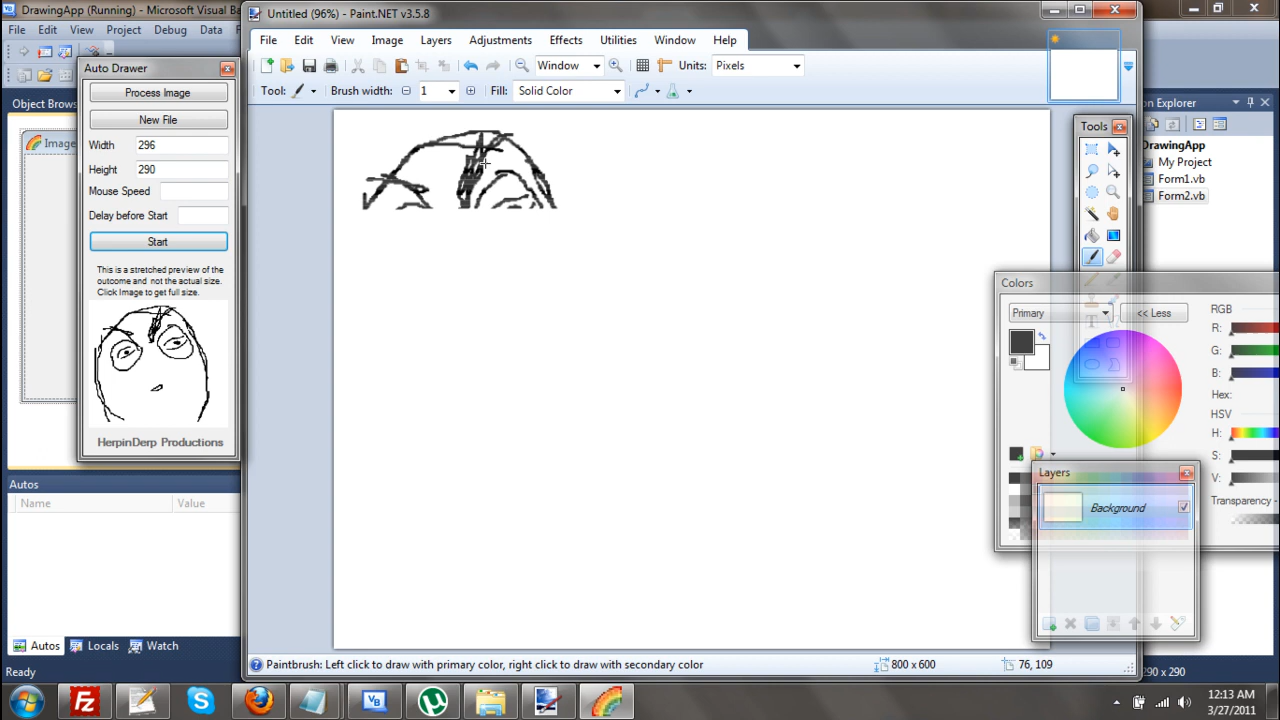 DrawingApp (Running) - Microsoft Visual Ba
File Edit View Project Debug
Object Brows
Image
Auto Drawer
Process Image
New File
Width 296
Height 290
Mouse Speed
Delay before Start
Start
This is a stretched preview of the
outcome and not the actual size.
Click Image to get full size.
HerpinDerp Productions
Autos
Name Value
Autos Locals Watch
Ready
Untitled (96%) - Paint.NET v3.5.8
File Edit View Image Layers Adjustments Effects Utilities Window Help
Window Units: Pixels
Tool: Brush width: 1 Fill: Solid Color
Tools
Colors
Primary << Less
RGB
R:
G:
B:
Hex:
HSV
H:
S:
V:
Transparency -
Layers
Background
Paintbrush: Left click to draw with primary color, right click to draw with secondary color
800 x 600 76, 109
on Explorer
DrawingApp
My Project
Form1.vb
Form2.vb
290 x 290
Fz VB
12:13 AM
3/27/2011